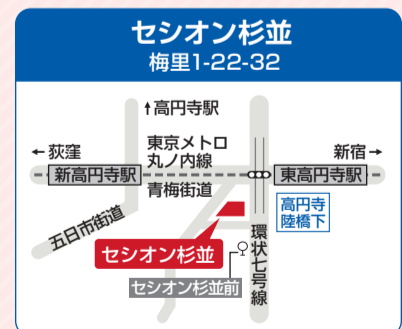 セシオン杉並
梅里1-22-32
↑高円寺駅
←荻窪
東京メトロ
丸ノ内線
新宿→
新高円寺駅
東高円寺駅
青梅街道
高円寺
陸橋下
五日市街道
セシオン杉並
環状七号線
セシオン杉並前